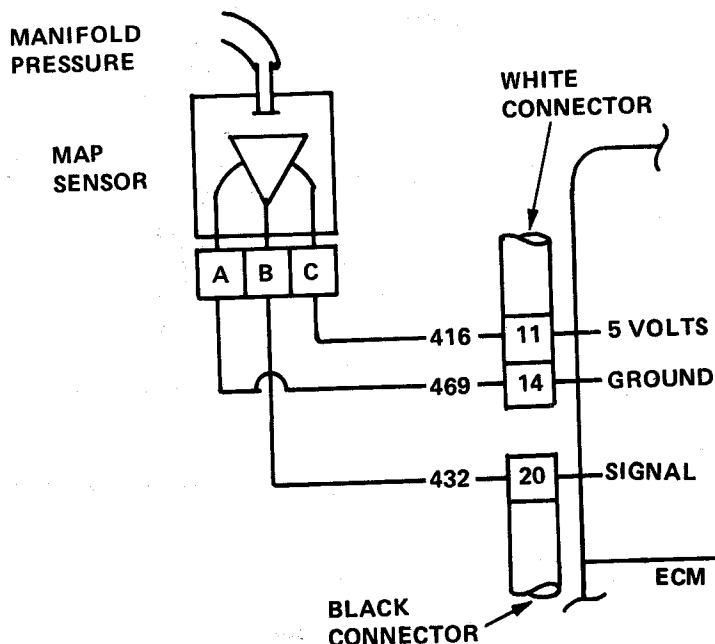 MANIFOLD
PRESSURE
WHITE
CONNECTOR
MAP
SENSOR
A B C
416 11 5 VOLTS
469 14 GROUND
432 20 SIGNAL
ECM
BLACK
CONNECTOR